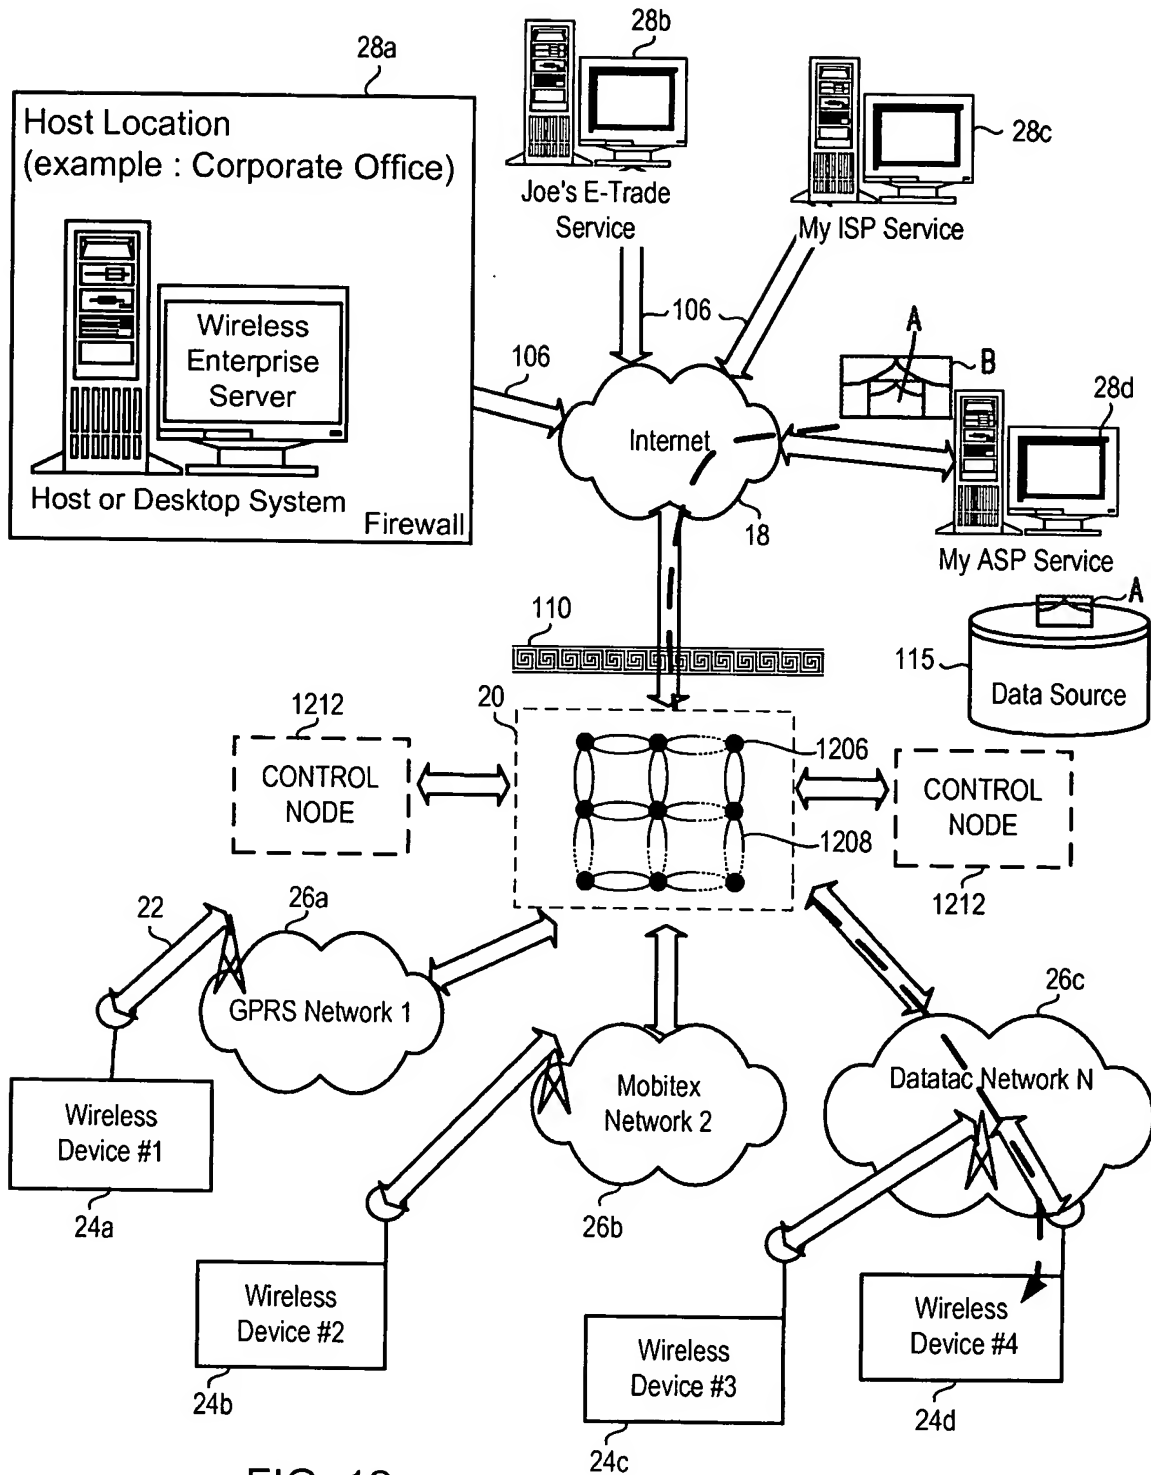 28a
Host Location
(example : Corporate Office)
Wireless
Enterprise
Server
Host or Desktop System
Firewall
28b
Joe's E-Trade
Service
28c
My ISP Service
106
106
A
B
28d
Internet
18
My ASP Service
A
115
Data Source
110
20
1212
CONTROL
NODE
1206
1208
CONTROL
NODE
1212
22
26a
GPRS Network 1
Mobitex
Network 2
26b
26c
Datatac Network N
Wireless
Device #1
24a
Wireless
Device #2
24b
Wireless
Device #3
24c
Wireless
Device #4
24d